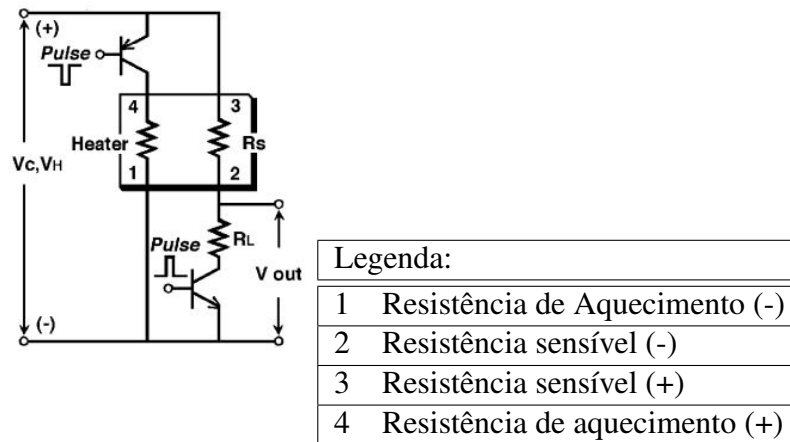 (+)
Pulse
4 3
Heater Rs
Vc,VH
1 2
Pulse RL
V out
(-)
Legenda:
1 Resistência de Aquecimento (-)
2 Resistência sensível (-)
3 Resistência sensível (+)
4 Resistência de aquecimento (+)